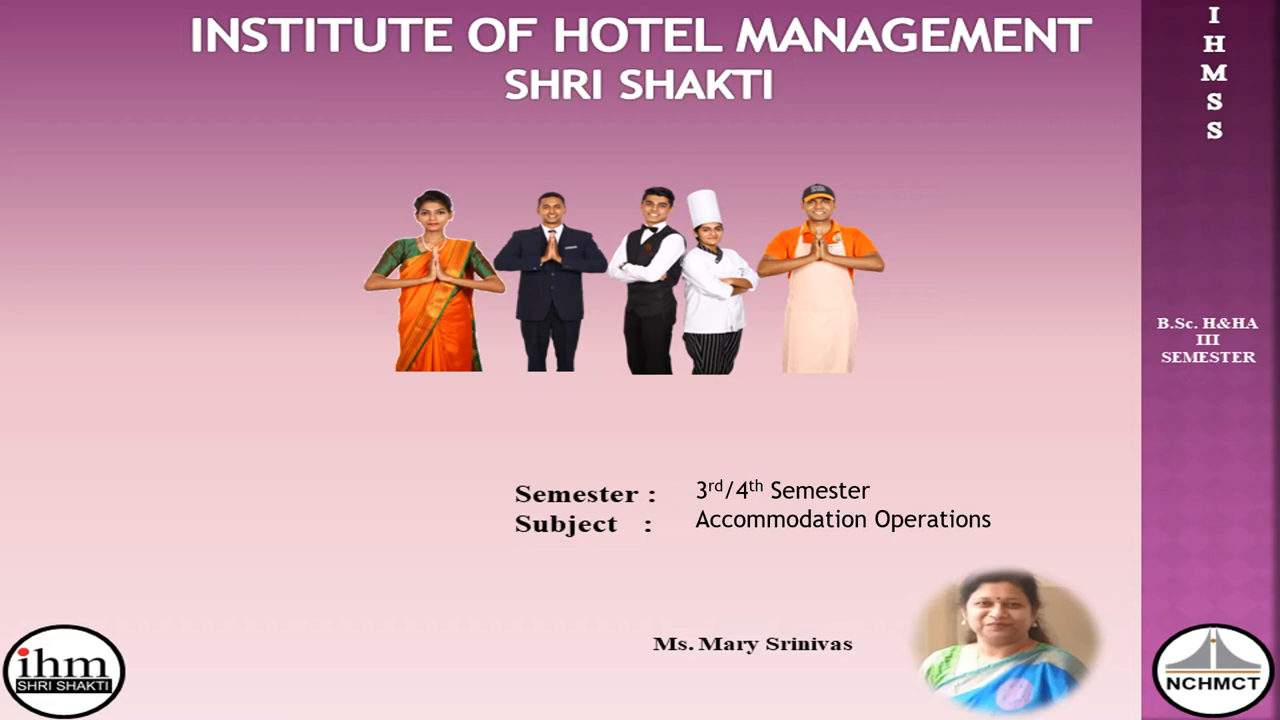 INSTITUTE OF HOTEL MANAGEMENT
SHRI SHAKTI
I
H
M
S
S
B.Sc. H&HA
III
SEMESTER
Semester : 3rd/4th Semester
Subject : Accommodation Operations
Ms. Mary Srinivas
ihm
SHRI SHAKTI
NCHMCT